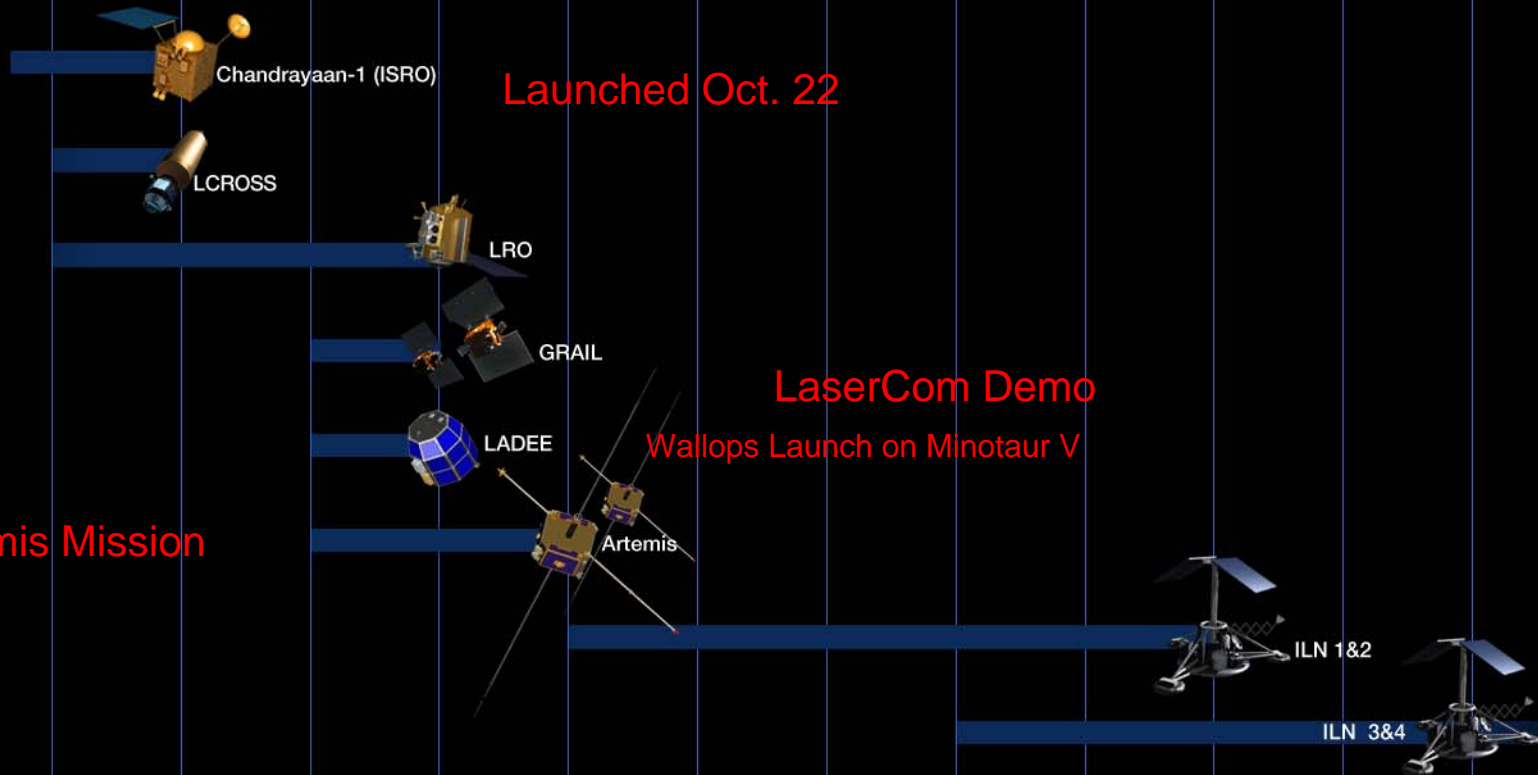 Chandrayaan-1 (ISRO)
Launched Oct. 22
LCROSS
LRO
GRAIL
LaserCom Demo
LADEE
Wallops Launch on Minotaur V
Mission
Artemis
ILN 1&2
ILN 3&4